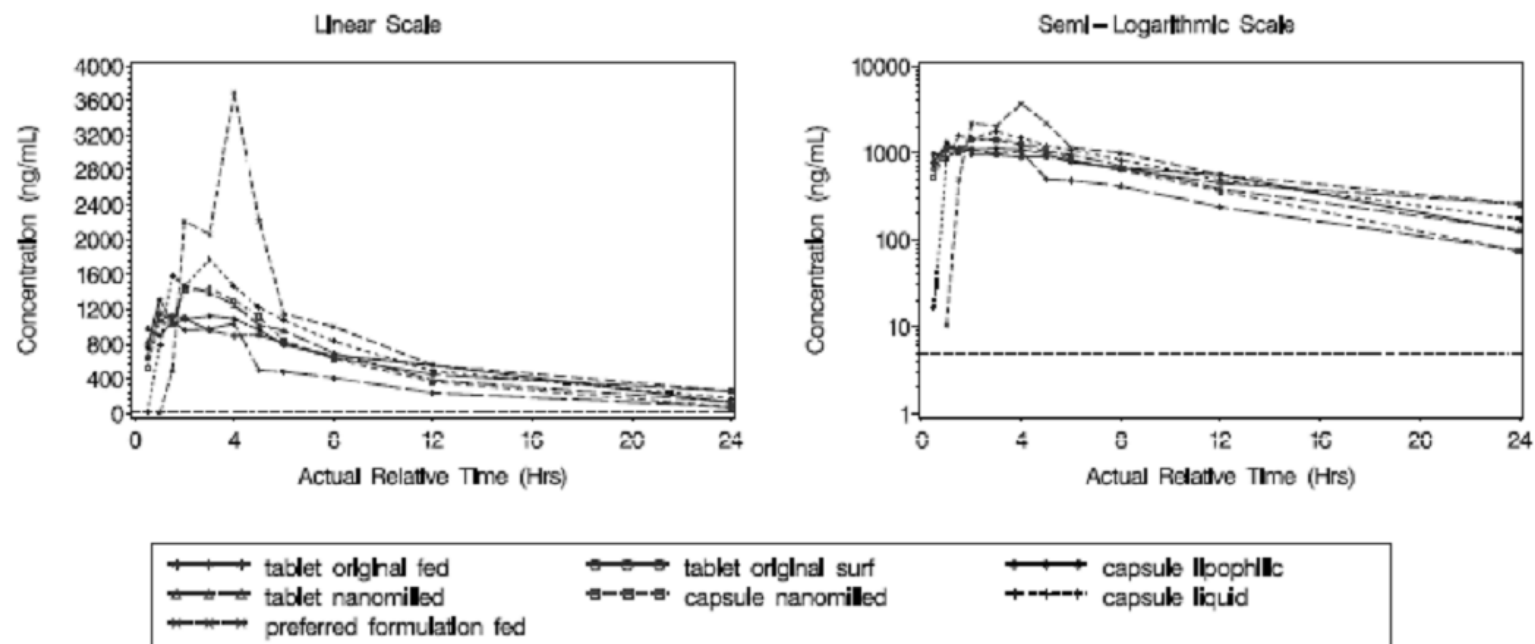 Linear Scale
Semi-Logarithmic Scale
4000
3600
3200
2800
2400
2000
1600
1200
800
400
0
Concentration (ng/mL)
0 4 8 12 16 20 24
Actual Relative Time (Hrs)
10000
1000
100
10
1
Concentration (ng/mL)
0 4 8 12 16 20 24
Actual Relative Time (Hrs)
tablet original fed
tablet original surf
capsule lipophilic
tablet nanomilled
capsule nanomilled
capsule liquid
preferred formulation fed